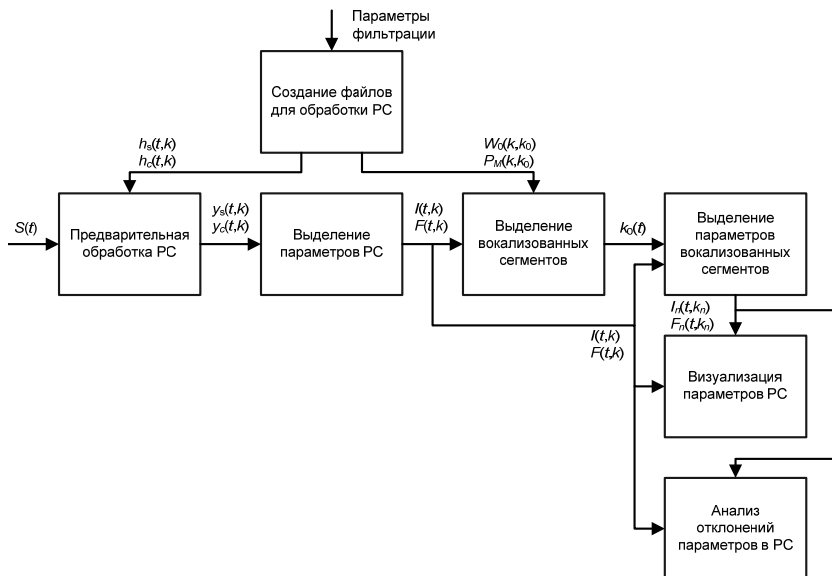 Параметры
фильтрации
Создание файлов
для обработки РС
hs(t,k)
hc(t,k)
W0(k,k0)
PM(k,k0)
S(t)
Предварительная
обработка РС
ys(t,k)
yc(t,k)
Выделение
параметров РС
I(t,k)
F(t,k)
Выделение
вокализованных
сегментов
k0(t)
Выделение
параметров
вокализованных
сегментов
I(t,k)
F(t,k)
In(t,kn)
Fn(t,kn)
Визуализация
параметров РС
Анализ
отклонений
параметров в РС